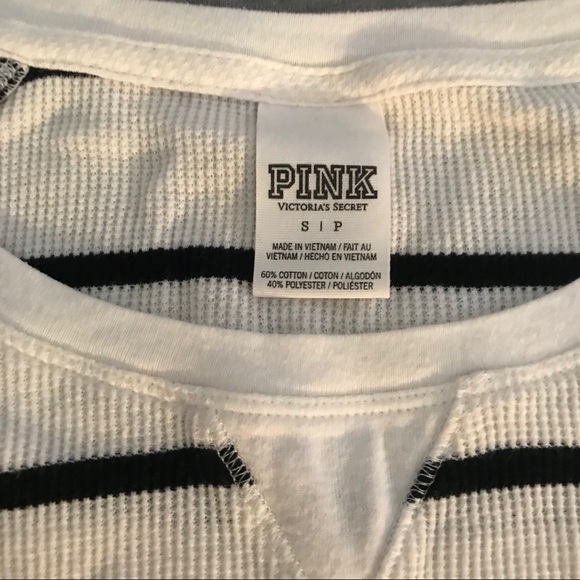 PINK
VICTORIA'S SECRET
S | P
MADE IN VIETNAM / FAIT AU
VIETNAM / HECHO EN VIETNAM
60% COTTON / COTON / ALGODÓN
40% POLYESTER / POLIÉSTER